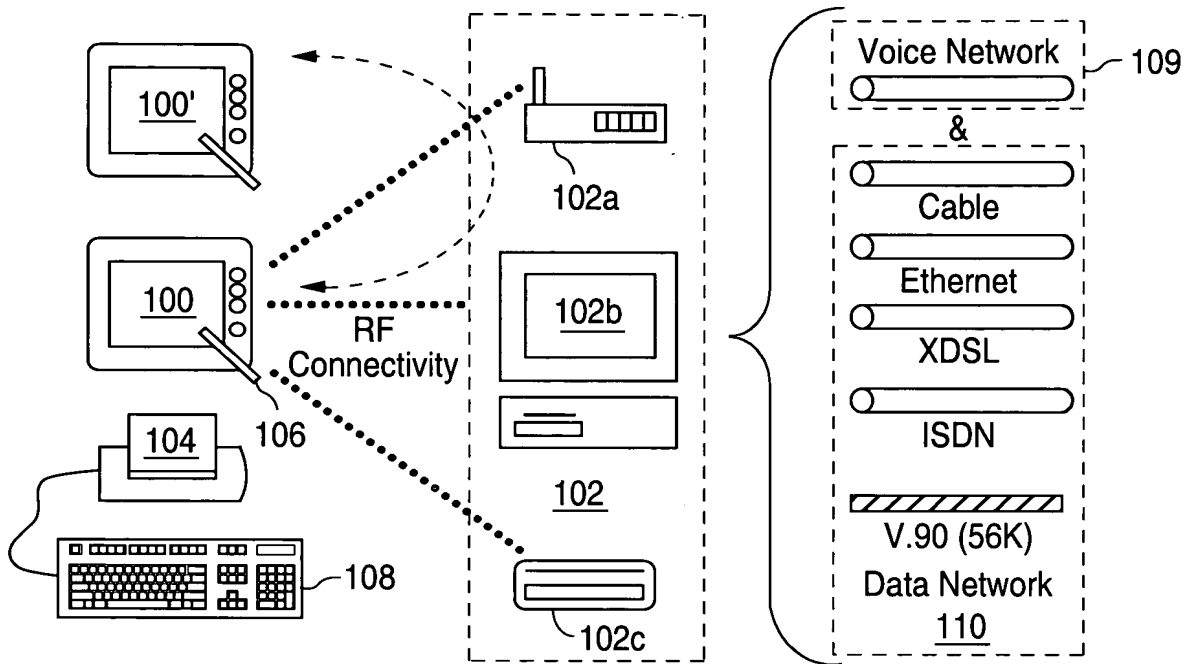 100'
100
106
104
108
RF
Connectivity
102a
102b
102
102c
Voice Network
109
&
Cable
Ethernet
XDSL
ISDN
V.90 (56K)
Data Network
110